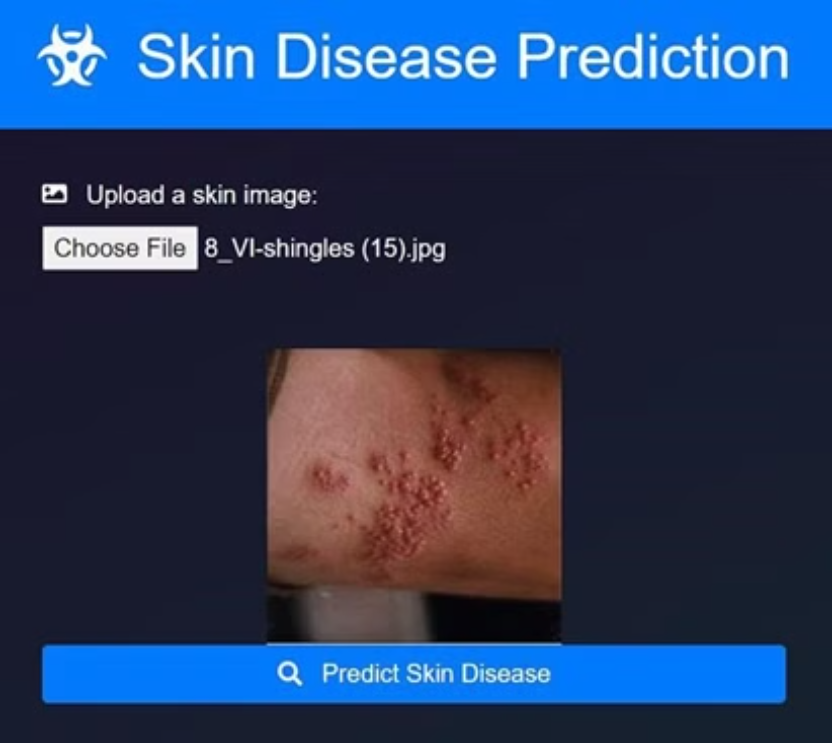 Skin Disease Prediction
Upload a skin image:
Choose File 8_VI-shingles (15).jpg
Predict Skin Disease